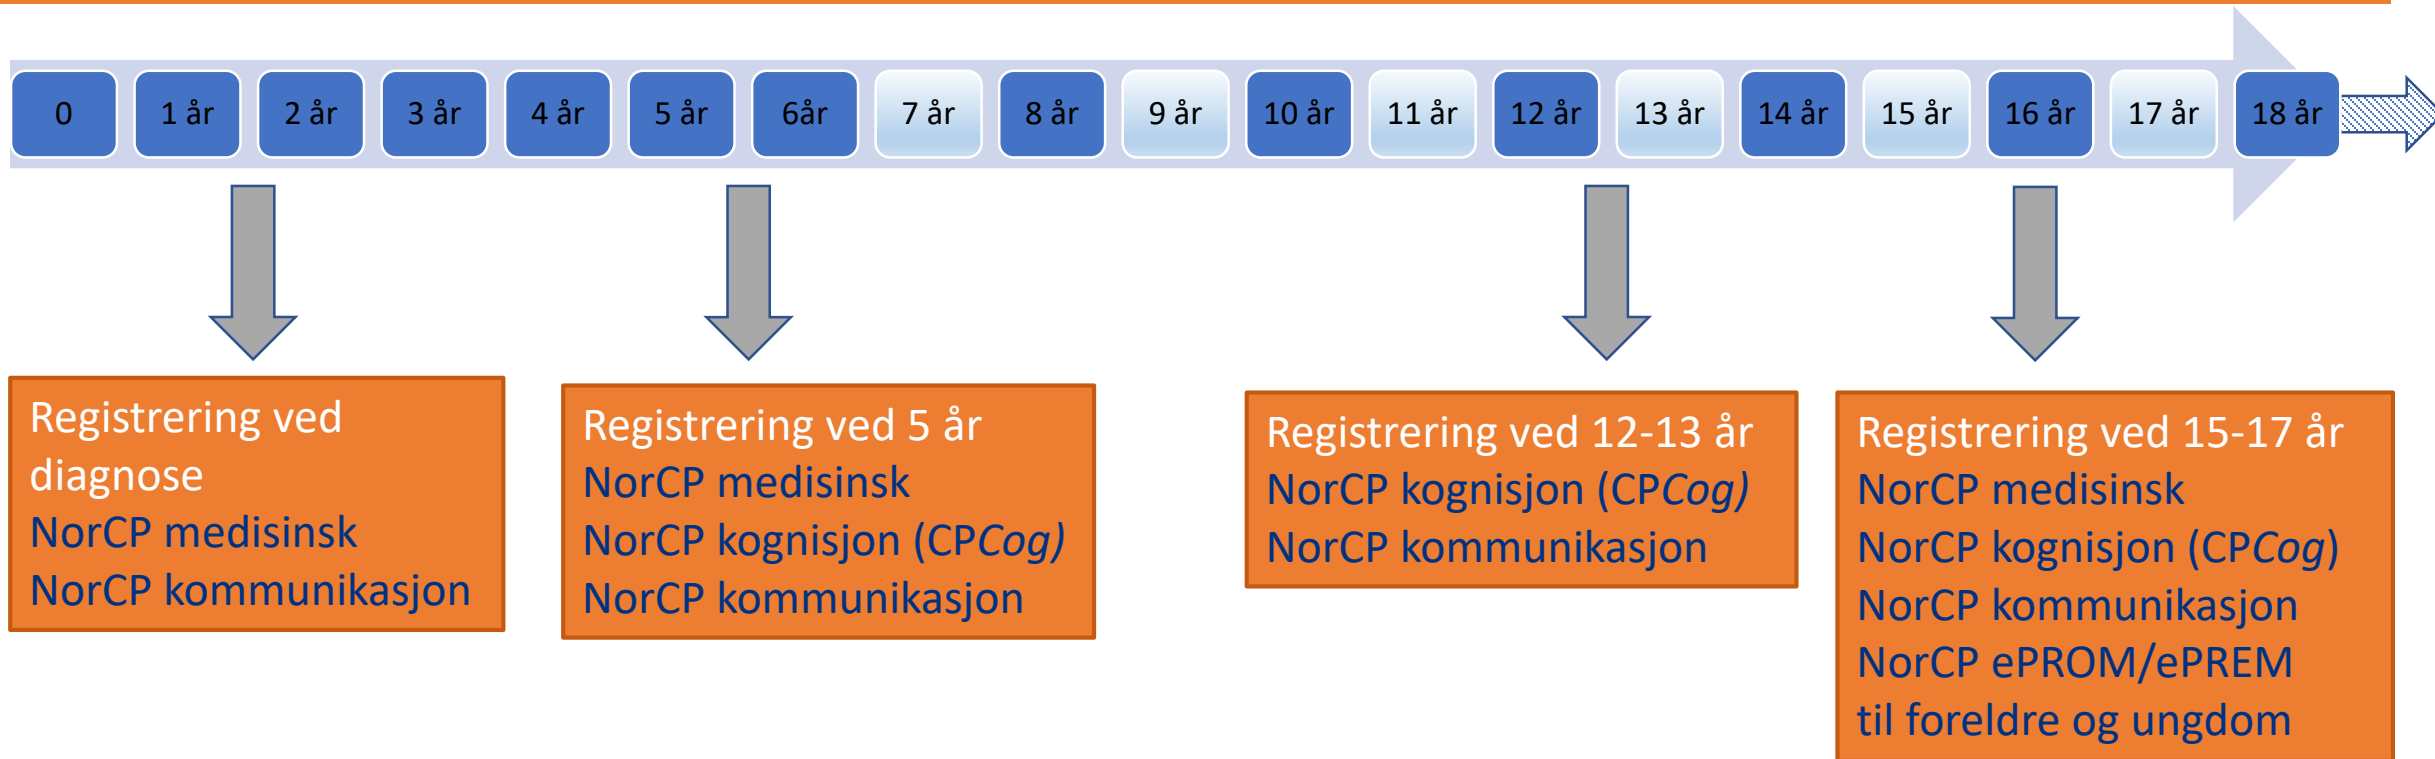 0
1 år
2 år
3 år
4 år
5 år
6år
7 år
8 år
9 år
10 år
11 år
12 år
13 år
14 år
15 år
16 år
17 år
18 år
Registrering ved
diagnose
NorCP medisinsk
NorCP kommunikasjon
Registrering ved 5 år
NorCP medisinsk
NorCP kognisjon (CPCog)
NorCP kommunikasjon
Registrering ved 12-13 år
NorCP kognisjon (CPCog)
NorCP kommunikasjon
Registrering ved 15-17 år
NorCP medisinsk
NorCP kognisjon (CPCog)
NorCP kommunikasjon
NorCP ePROM/ePREM
til foreldre og ungdom